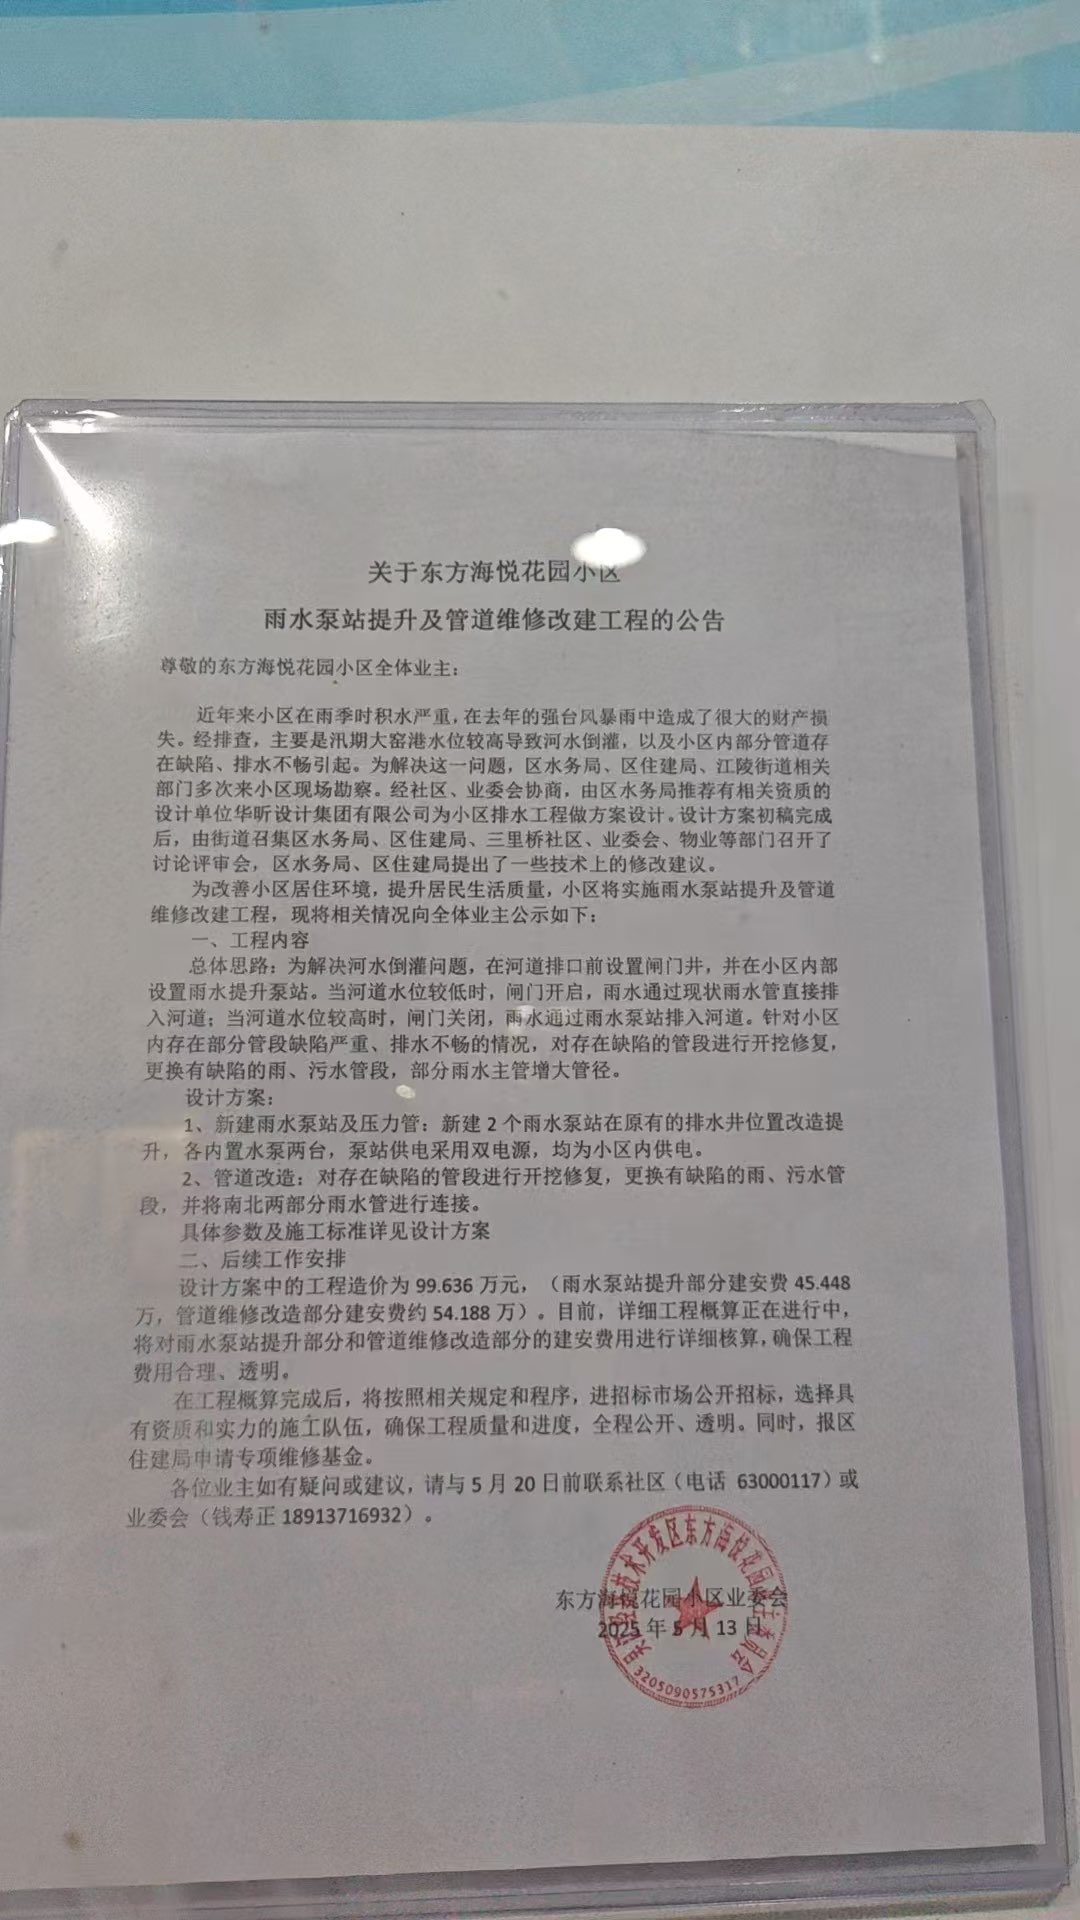 关于东方海悦花园小区
雨水泵站提升及管道维修改建工程的公告
尊敬的东方海悦花园小区全体业主：
近年来小区在雨季时积水严重，在去年的强台风暴雨中造成了很大的财产损
失。经排查，主要是汛期大窑港水位较高导致河水倒灌，以及小区内部分管道存
在缺陷、排水不畅引起。为解决这一问题，区水务局、区住建局、江陵街道相关
部门多次来小区现场勘察。经社区、业委会协商，由区水务局推荐有相关资质的
设计单位华昕设计集团有限公司为小区排水工程做方案设计。设计方案初稿完成
后，由街道召集区水务局、区住建局、三里桥社区、业委会、物业等部门召开了
讨论评审会，区水务局、区住建局提出了一些技术上的修改建议。
为改善小区居住环境，提升居民生活质量，小区将实施雨水泵站提升及管道
维修改建工程，现将相关情况向全体业主公示如下：
一、工程内容
总体思路：为解决河水倒灌问题，在河道排口前设置闸门井，并在小区内部
设置雨水提升泵站。当河道水位较低时，闸门开启，雨水通过现状雨水管直接排
入河道；当河道水位较高时，闸门关闭，雨水通过雨水泵站排入河道。针对小区
内存在部分管段缺陷严重、排水不畅的情况，对存在缺陷的管段进行开挖修复，
更换有缺陷的雨、污水管段，部分雨水主管增大管径。
设计方案：
1、新建雨水泵站及压力管：新建 2 个雨水泵站在原有的排水井位置改造提
升，各内置水泵两台，泵站供电采用双电源，均为小区内供电。
2、管道改造：对存在缺陷的管段进行开挖修复，更换有缺陷的雨、污水管
段，并将南北两部分雨水管进行连接。
具体参数及施工标准详见设计方案
二、后续工作安排
设计方案中的工程造价为 99.636 万元，（雨水泵站提升部分建安费 45.448
万，管道维修改造部分建安费约 54.188 万）。目前，详细工程概算正在进行中，
将对雨水泵站提升部分和管道维修改造部分的建安费用进行详细核算，确保工程
费用合理、透明。
在工程概算完成后，将按照相关规定和程序，进招标市场公开招标，选择具
有资质和实力的施工队伍，确保工程质量和进度，全程公开、透明。同时，报区
住建局申请专项维修基金。
各位业主如有疑问或建议，请与 5 月 20 日前联系社区（电话 63000117）或
业委会（钱寿正 18913716932）。
东方海悦花园小区业委会
2025 年 5 月 13 日
技术开发区东方海悦花园
3205090575317